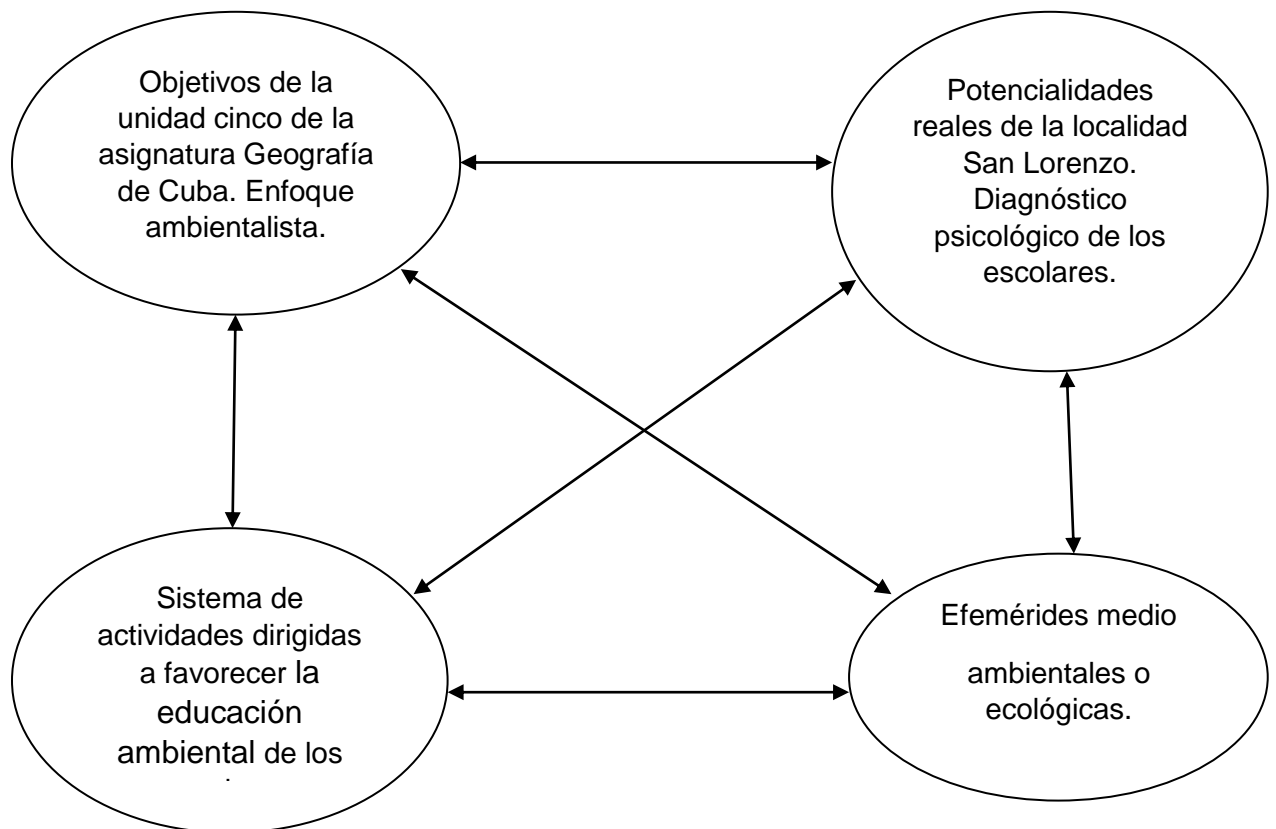 Objetivos de la
unidad cinco de la
asignatura Geografía
de Cuba. Enfoque
ambientalista.
Potencialidades
reales de la localidad
San Lorenzo.
Diagnóstico
psicológico de los
escolares.
Sistema de
actividades dirigidas
a favorecer la
educación
ambiental de los
Efemérides medio
ambientales o
ecológicas.